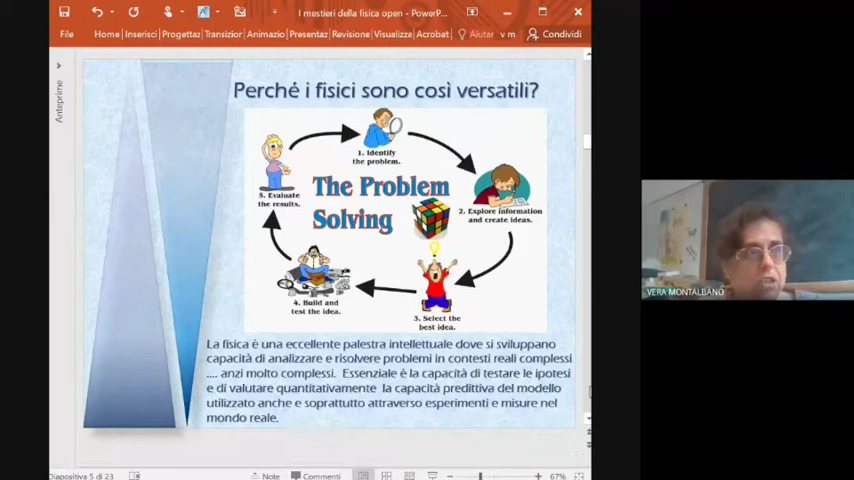 I mestieri della fisica open - PowerP...
File
Home
Inserisci
Progettaz
Transizior
Animazio
Presentaz
Revisione
Visualizza
Acrobat
Aiutar
v m
Condividi
Anteprime
Perché i fisici sono così versatili?
1. Identify
the problem.
5. Evaluate
the results.
The Problem
Solving
2. Explore information
and create ideas.
4. Build and
test the idea.
3. Select the
best idea.
La fisica è una eccellente palestra intellettuale dove si sviluppano
capacità di analizzare e risolvere problemi in contesti reali complessi
.... anzi molto complessi. Essenziale è la capacità di testare le ipotesi
e di valutare quantitativamente la capacità predittiva del modello
utilizzato anche e soprattutto attraverso esperimenti e misure nel
mondo reale.
VERA MONTALBANO
Diapositiva 5 di 23
Note
Commenti
67%